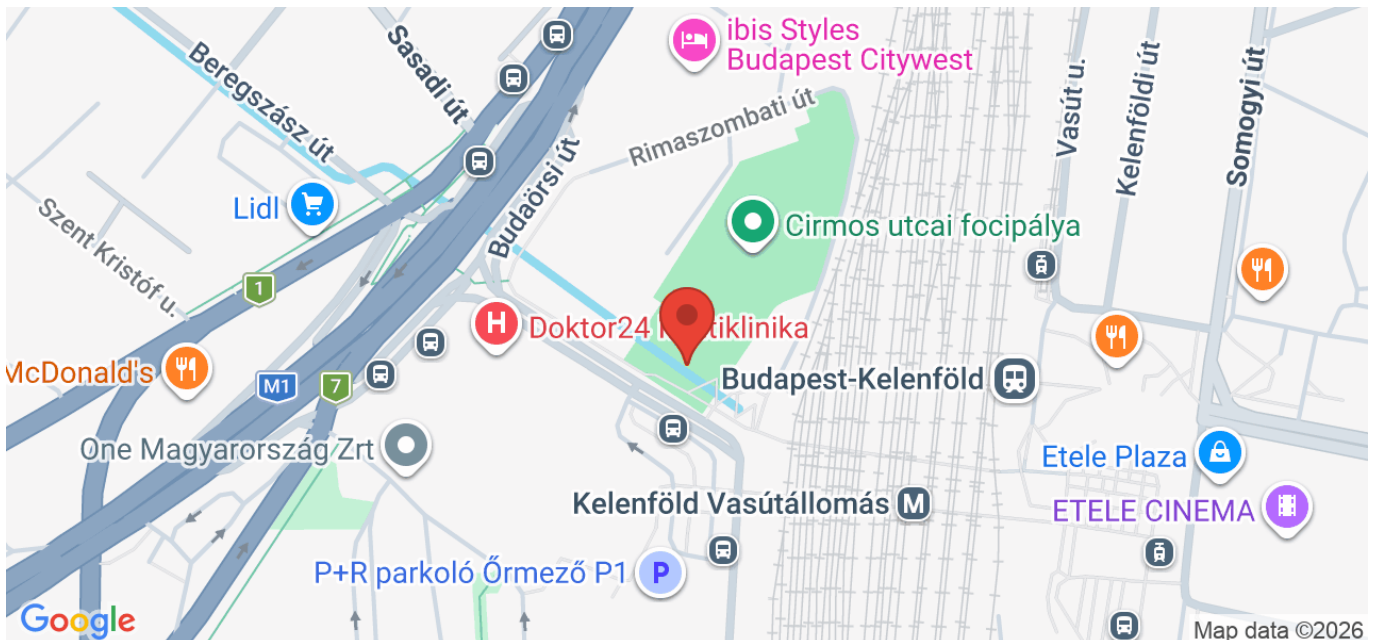 ibis Styles
Budapest Citywest
Sasadi út
Beregszász út
Rimaszombati út
Vasút u.
Kelenföldi út
Somogyi út
Budaörsi út
Lidl
Szent Kristóf u.
Cirmos utcai focipálya
1
H
Doktor24
McDonald's
M1
7
Budapest-Kelenföld
One Magyarország Zrt
Etele Plaza
Kelenföld Vasútállomás M
ETELE CINEMA
P+R parkoló Őrmező P1 P
Google
Map data ©2026